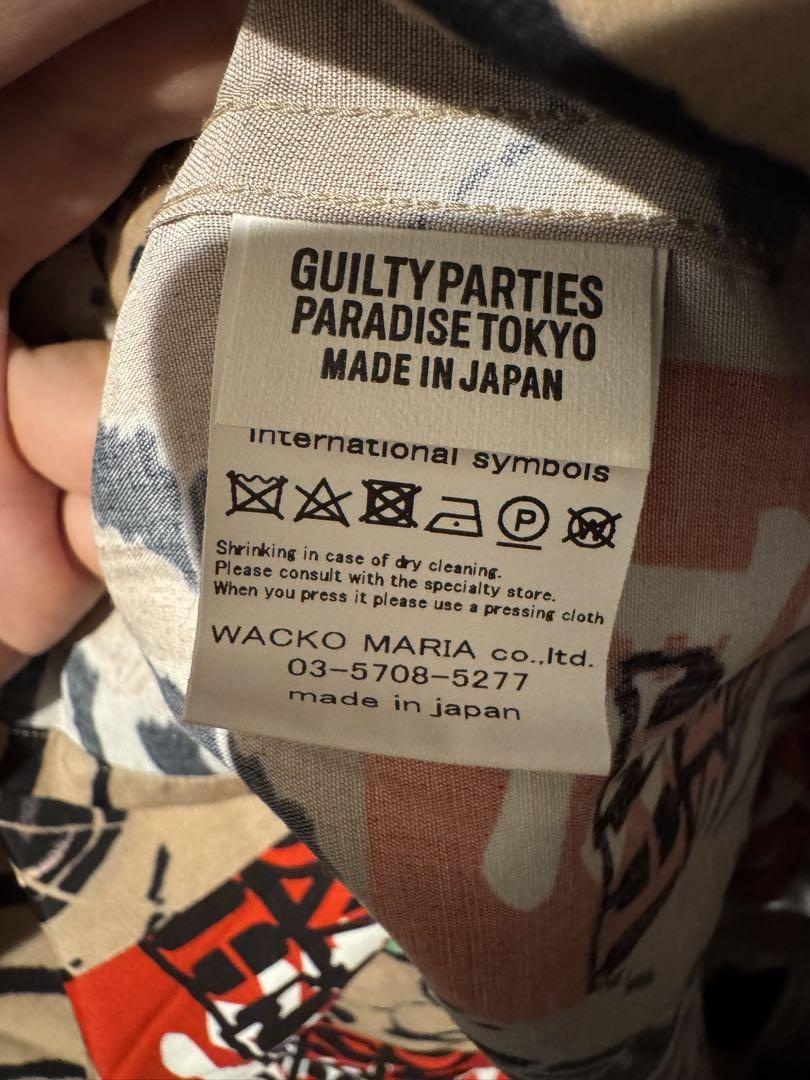 GUILTY PARTIES
PARADISE TOKYO
MADE IN JAPAN
International symbols
P
W
Shrinking in case of dry cleaning.
Please consult with the specialty store.
When you press it please use a pressing cloth
WACKO MARIA co.,ltd.
03-5708-5277
made in japan